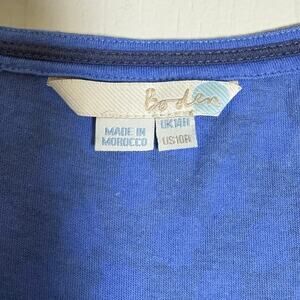 Boden
MADE IN
MOROCCO
UK14R
US10R